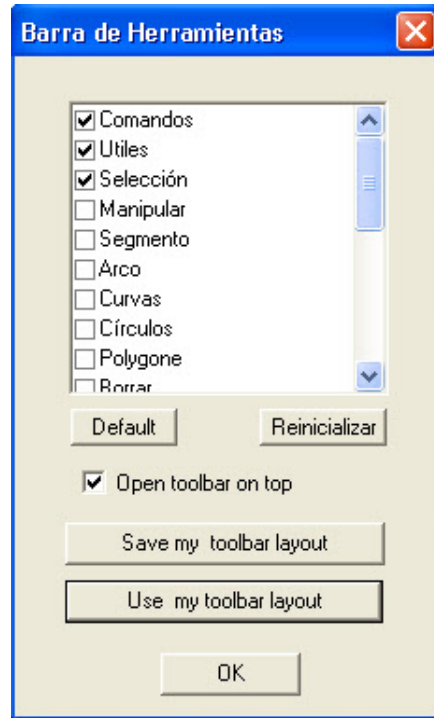 Barra de Herramientas
Comandos
Utiles
Selección
Manipular
Segmento
Arco
Curvas
Círculos
Polygone
Borrar
Default Reinicializar
Open toolbar on top
Save my toolbar layout
Use my toolbar layout
OK